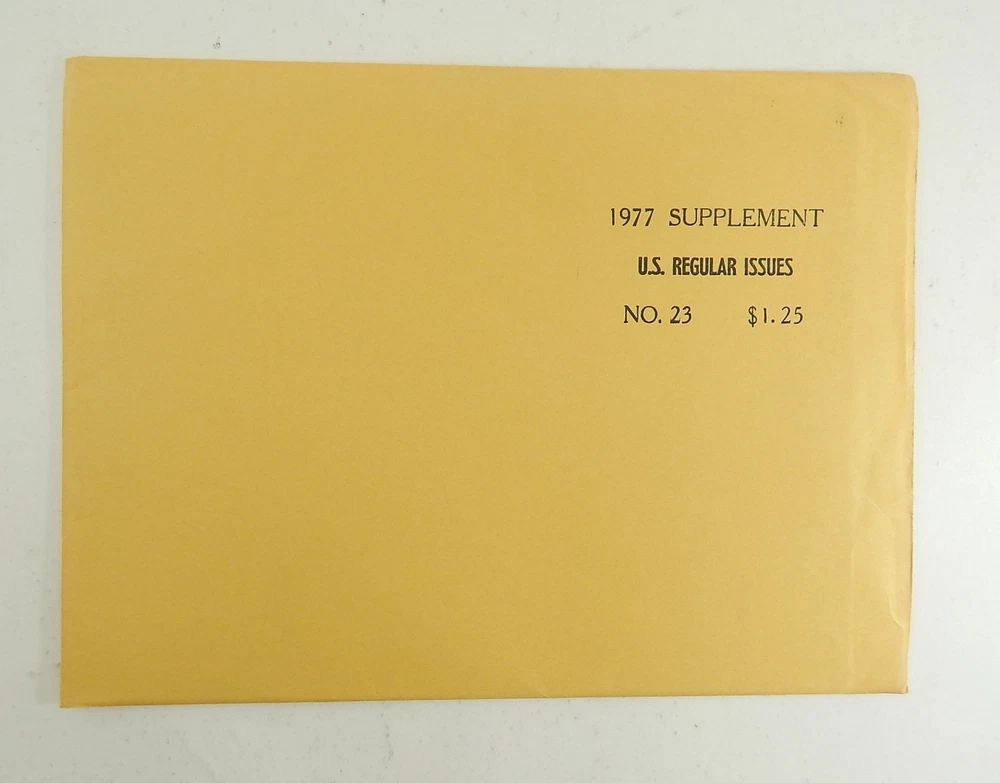 1977 SUPPLEMENT
U.S. REGULAR ISSUES
NO. 23 $1.25